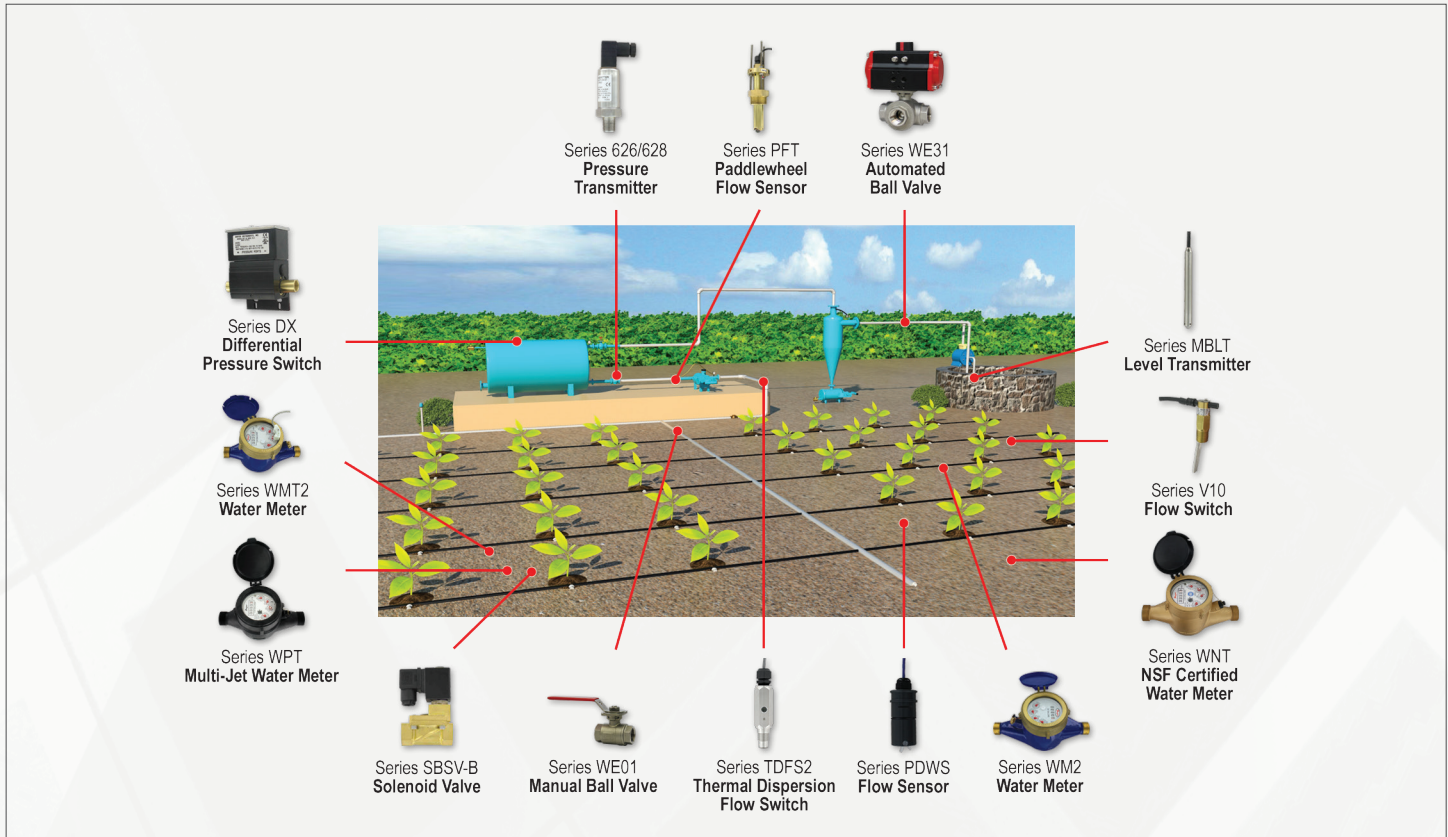 Series 626/628
Pressure
Transmitter
Series PFT
Paddlewheel
Flow Sensor
Series WE31
Automated
Ball Valve
Series DX
Differential
Pressure Switch
Series MBLT
Level Transmitter
Series WMT2
Water Meter
Series V10
Flow Switch
Series WPT
Multi-Jet Water Meter
Series WNT
NSF Certified
Water Meter
Series SBSV-B
Solenoid Valve
Series WE01
Manual Ball Valve
Series TDFS2
Thermal Dispersion
Flow Switch
Series PDWS
Flow Sensor
Series WM2
Water Meter